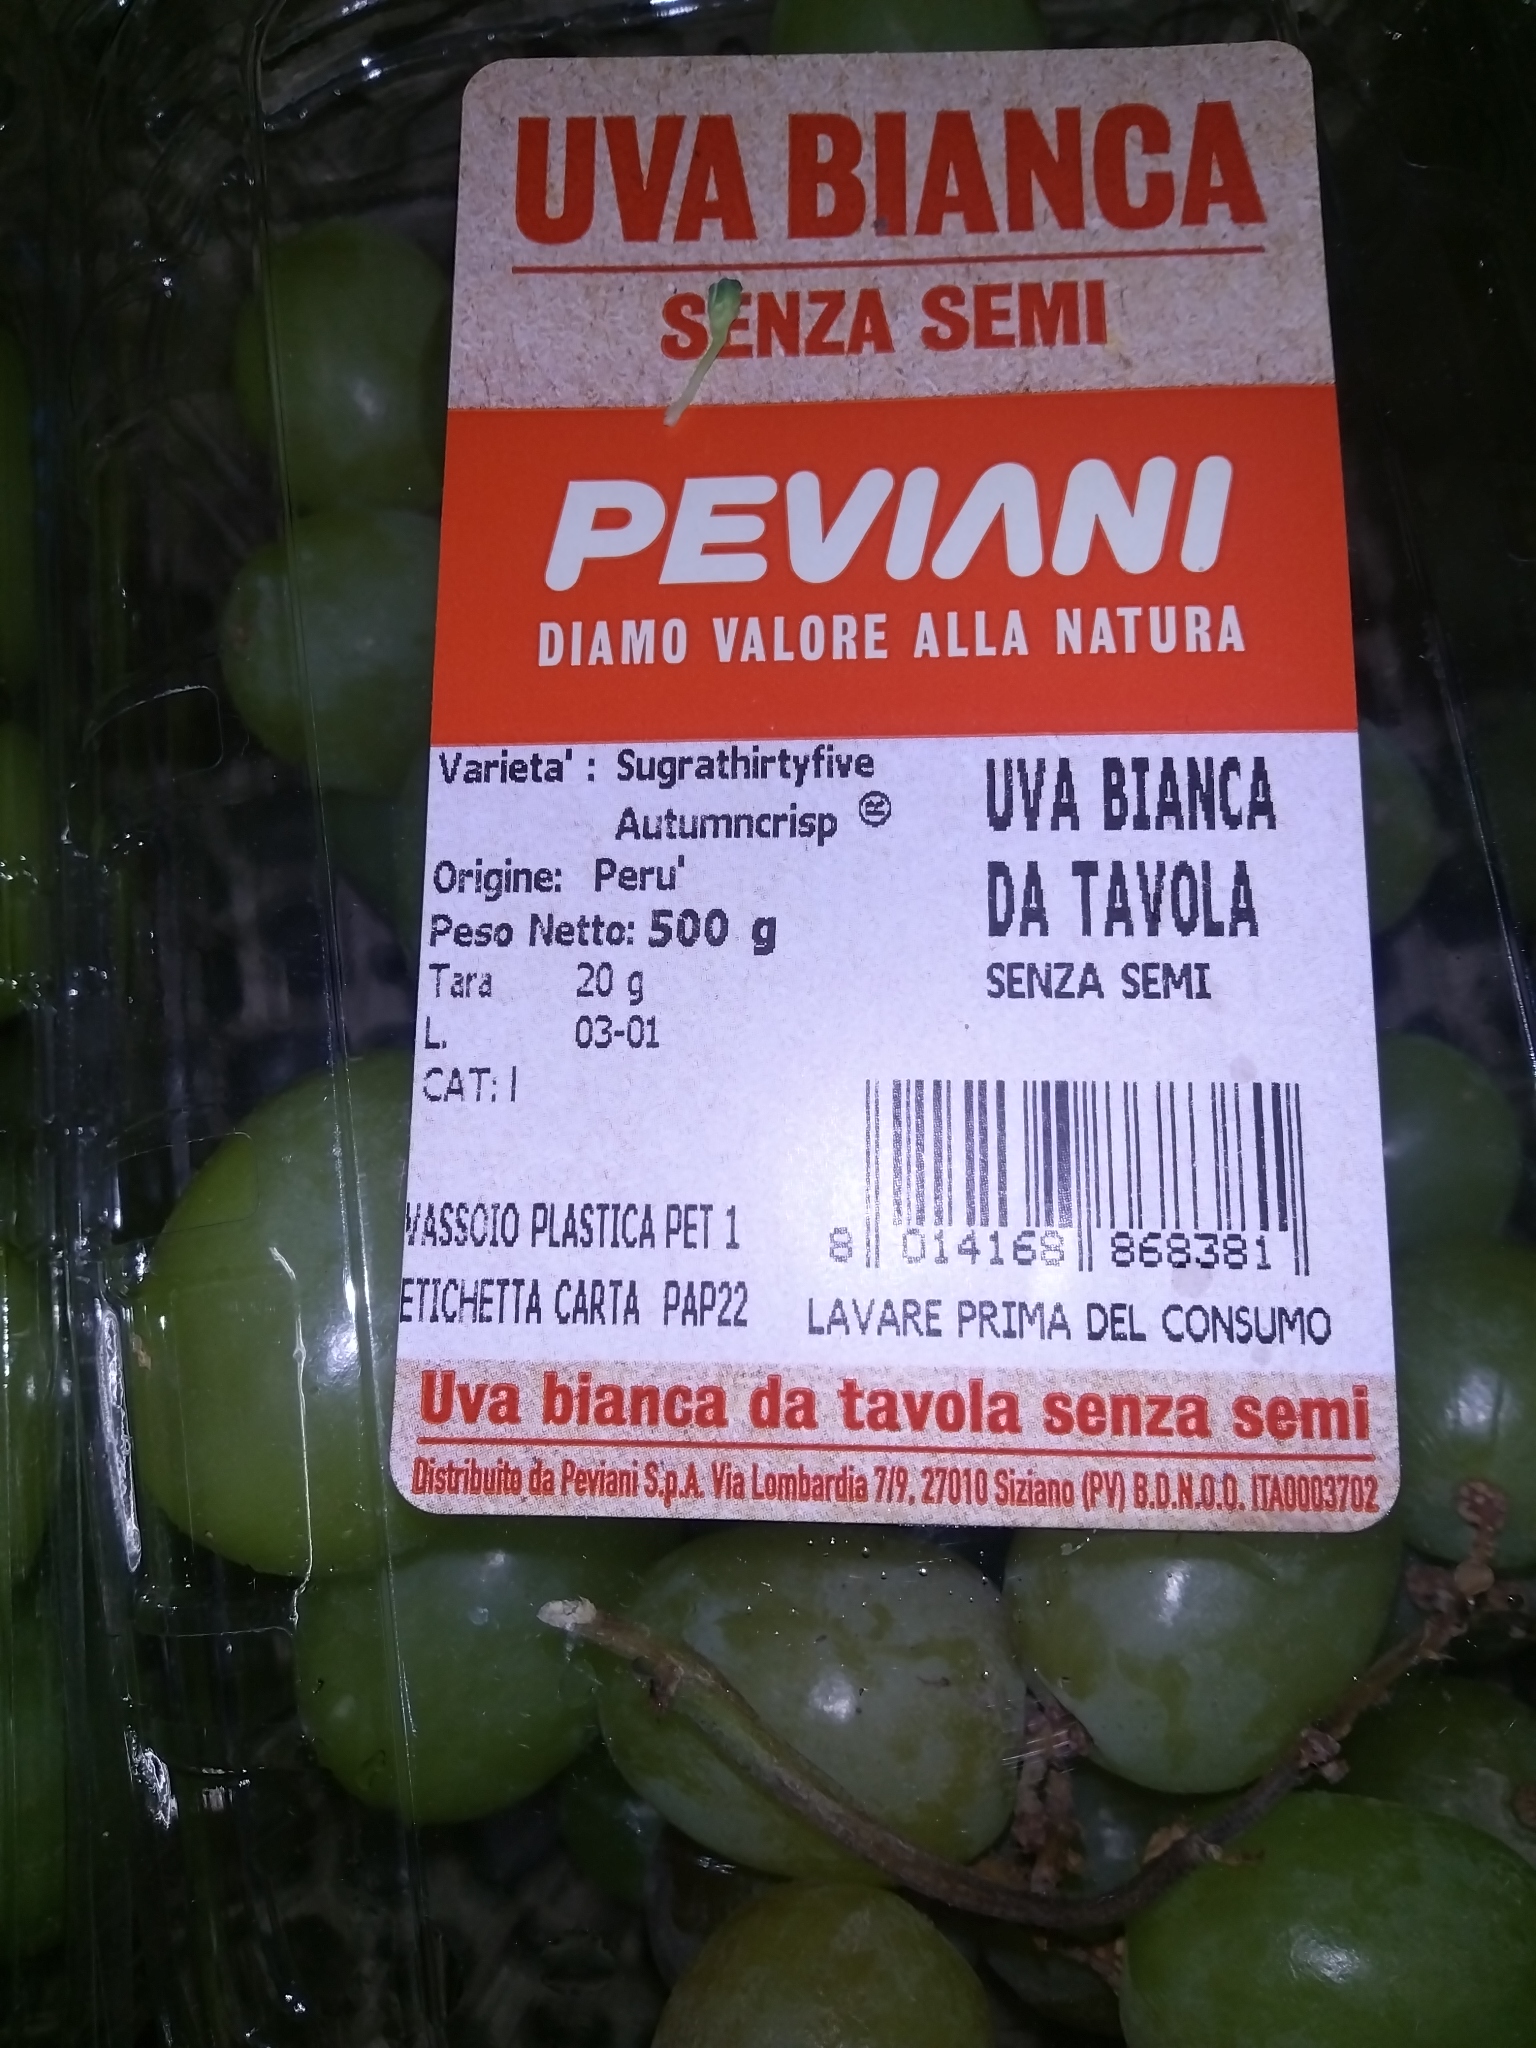 UVA BIANCA
SENZA SEMI
PEVIANI
DIAMO VALORE ALLA NATURA
Varieta' : Sugrathirtyfive
Autumncrisp ®
Origine: Peru'
Peso Netto: 500 g
Tara 20 g
L. 03-01
CAT: I
UVA BIANCA
DA TAVOLA
SENZA SEMI
VASSOIO PLASTICA PET 1
ETICHETTA CARTA PAP22
8 014168 868381
LAVARE PRIMA DEL CONSUMO
Uva bianca da tavola senza semi
Distribuito da Peviani S.p.A. Via Lombardia 7/9, 27010 Siziano (PV) B.D.N.O.O. ITA0003702